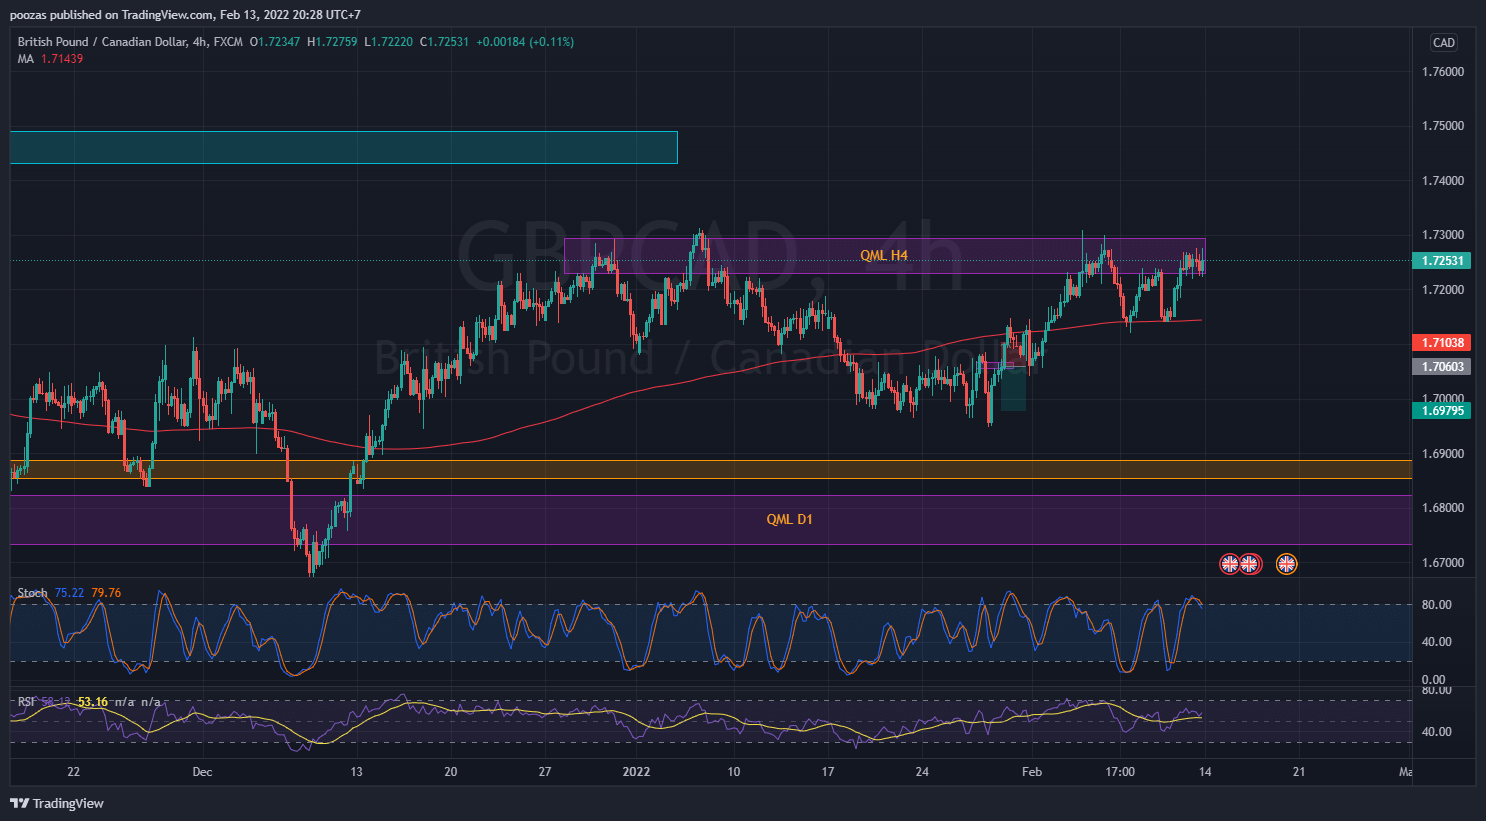 poozas published on TradingView.com, Feb 13, 2022 20:28 UTC+7
British Pound / Canadian Dollar, 4h, FXCM O1.72347 H1.72759 L1.72220 C1.72531 +0.00184 (+0.11%)
CAD
MA 1.71439
1.76000
1.75000
1.74000
GBPCAD, 4h
1.73000
QML H4
1.72531
1.72000
1.71038
British Pound / Canadian Dollar
1.70603
1.70000
1.69795
1.69000
1.68000
QML D1
1.67000
Stoch 75.22 79.76
80.00
40.00
0.00
80.00
RSI 58.12 53.16 n/a n/a
40.00
22 Dec 13 20 27 2022 10 17 24 Feb 17:00 14 21 Ma
TradingView